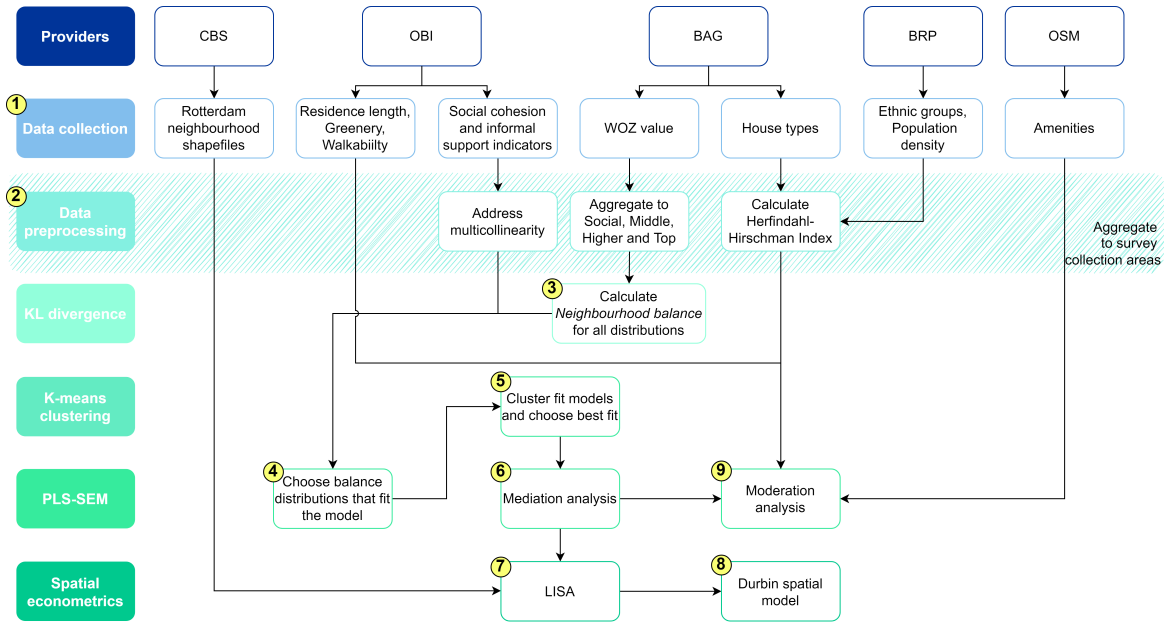 Providers
CBS
OBI
BAG
BRP
OSM
1
Data collection
Rotterdam
neighbourhood
shapefiles
Residence length,
Greenery,
Walkabiilty
Social cohesion
and informal
support indicators
WOZ value
House types
Ethnic groups,
Population
density
Amenities
2
Data
preprocessing
Address
multicollinearity
Aggregate to
Social, Middle,
Higher and Top
Calculate
Herfindahl-
Hirschman Index
Aggregate
to survey
collection areas
KL divergence
3
Calculate
Neighbourhood balance
for all distributions
K-means
clustering
5
Cluster fit models
and choose best fit
PLS-SEM
4
Choose balance
distributions that fit
the model
6
Mediation analysis
9
Moderation
analysis
Spatial
econometrics
7
LISA
8
Durbin spatial
model